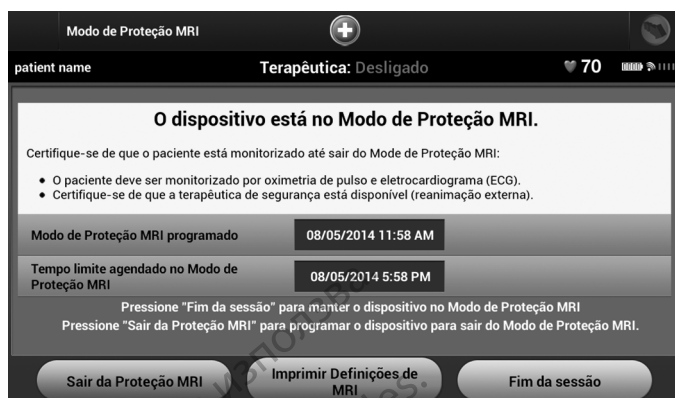 Modo de Proteção MRI
patient name Terapêutica: Desligado 70
O dispositivo está no Modo de Proteção MRI.
Certifique-se de que o paciente está monitorizado até sair do Mode de Proteção MRI:
• O paciente deve ser monitorizado por oximetria de pulso e eletrocardiograma (ECG).
• Certifique-se de que a terapêutica de segurança está disponível (reanimação externa).
Modo de Proteção MRI programado 08/05/2014 11:58 AM
Tempo limite agendado no Modo de
Proteção MRI
08/05/2014 5:58 PM
Pressione "Fim da sessão" para manter o dispositivo no Modo de Proteção MRI
Pressione "Sair da Proteção MRI" para programar o dispositivo para sair do Modo de Proteção MRI.
Sair da Proteção MRI
Imprimir Definições de
MRI
Fim da sessão